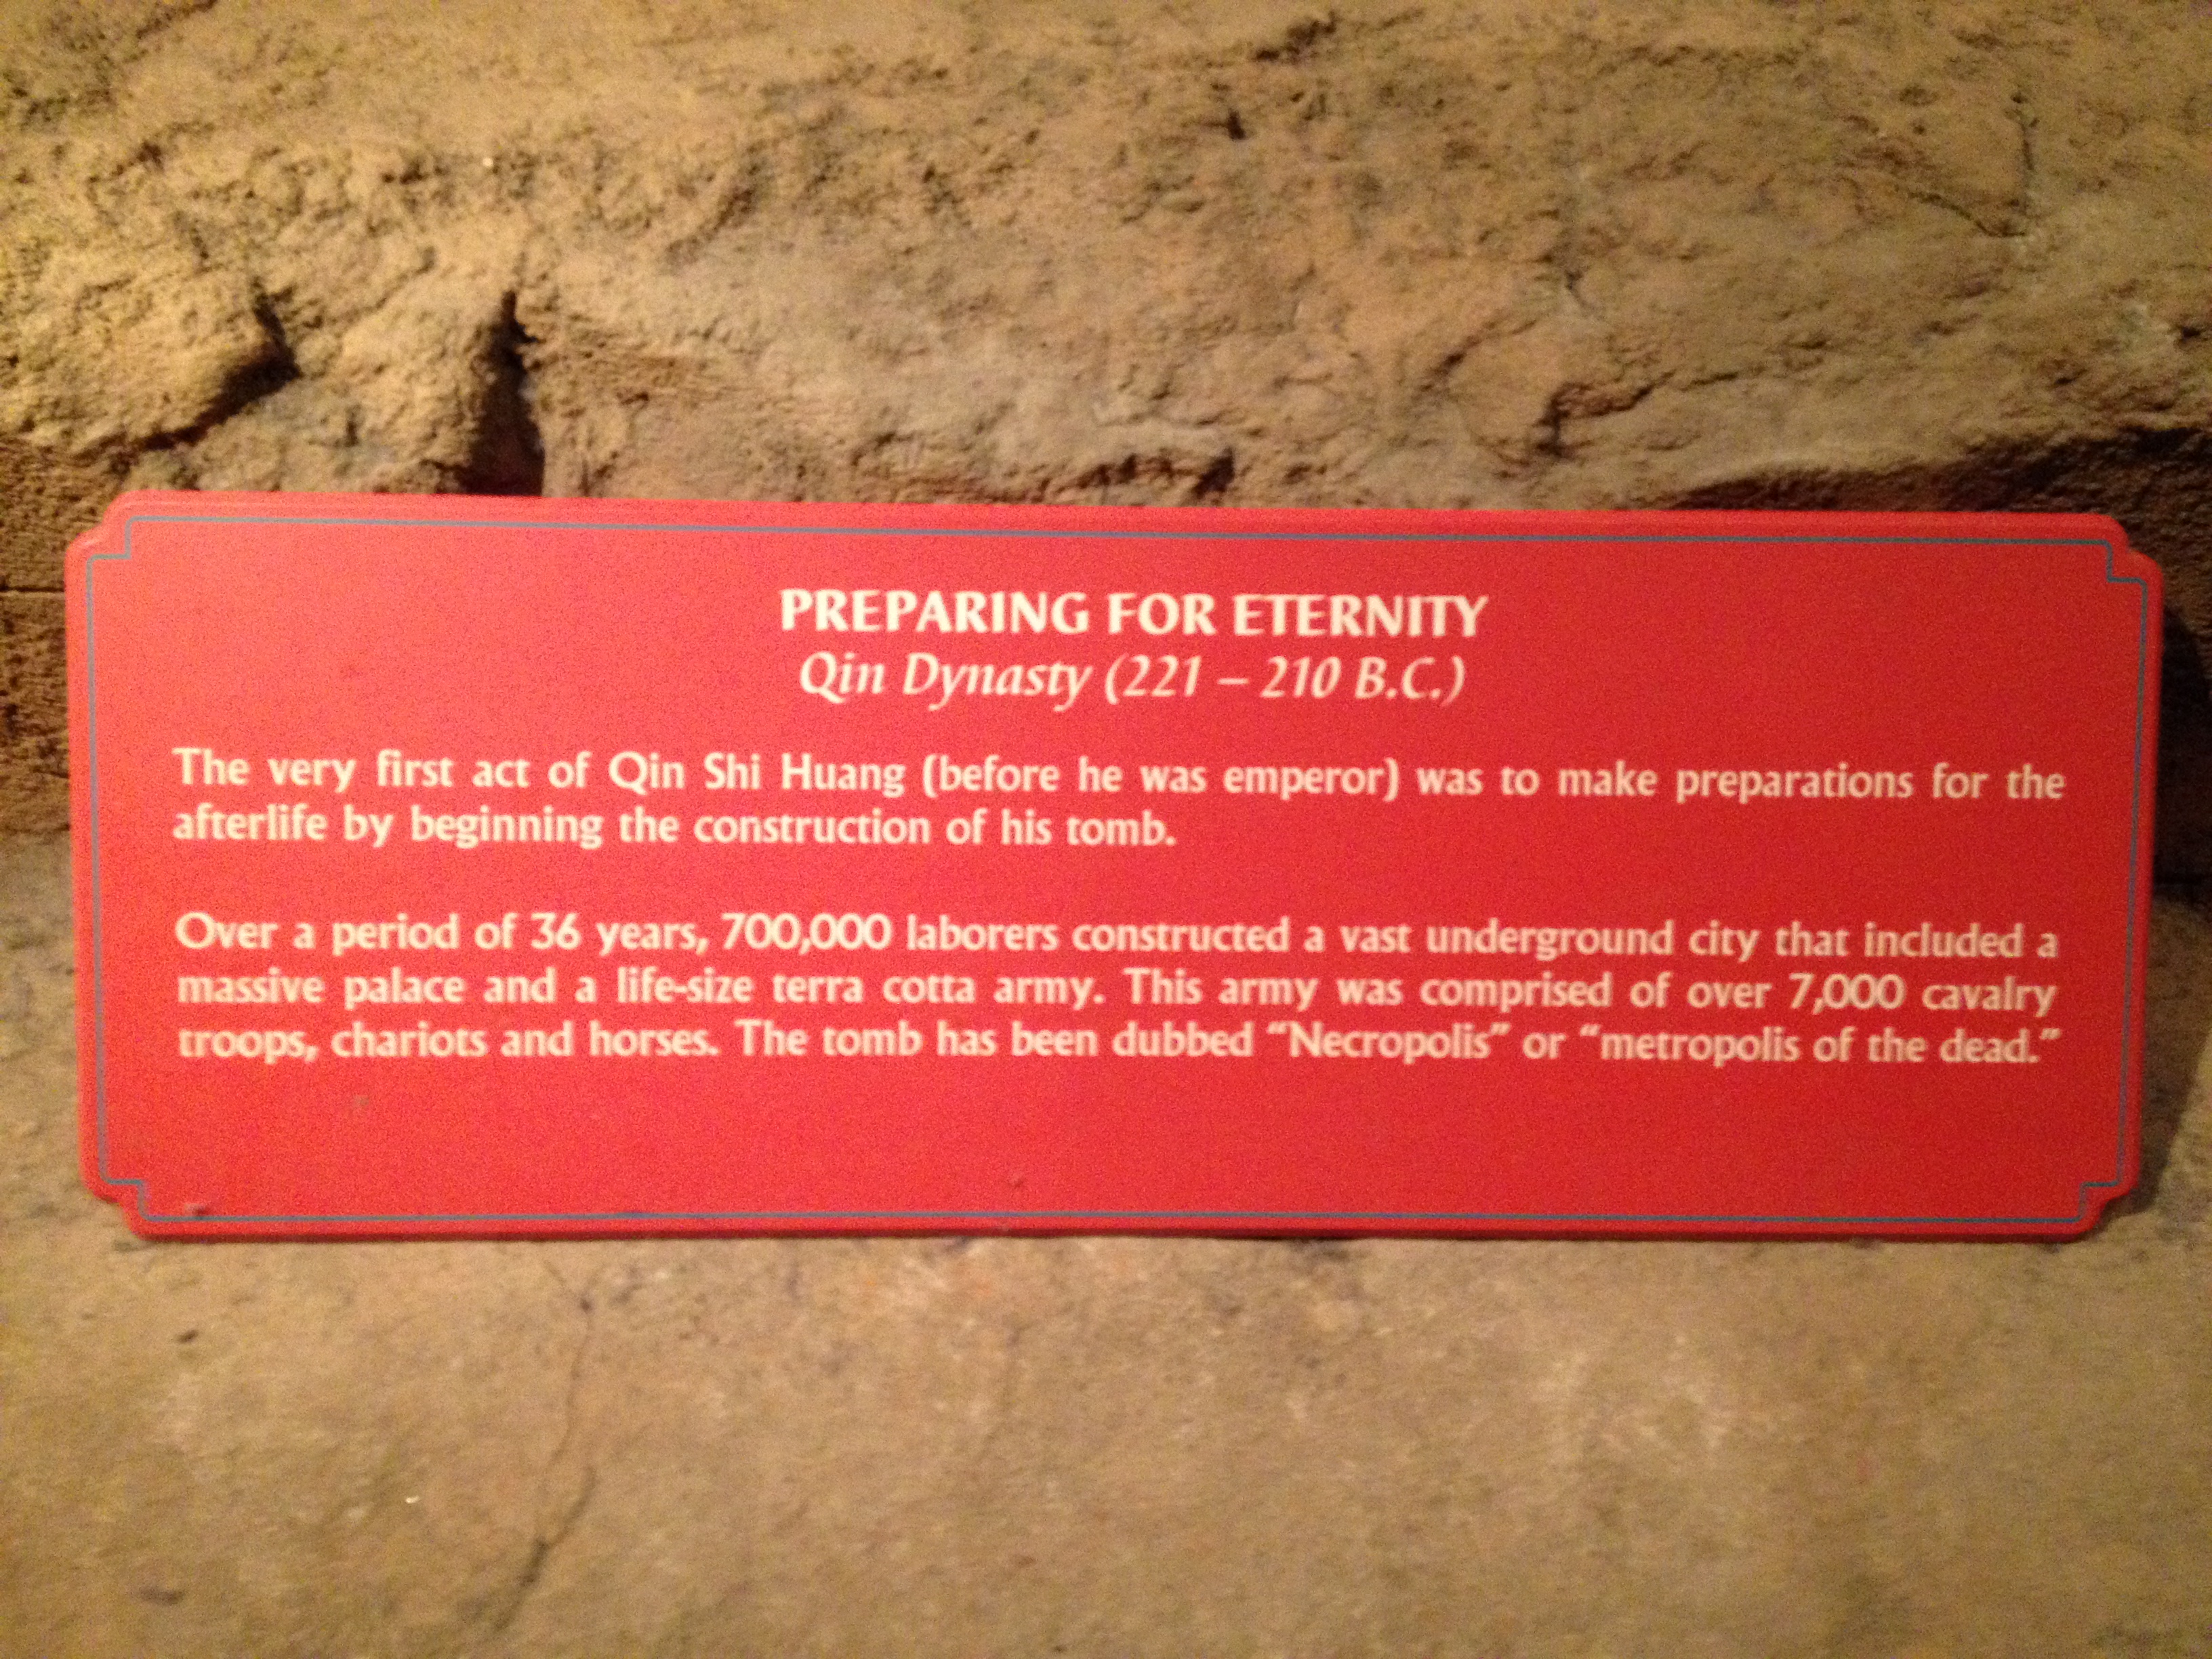 PREPARING FOR ETERNITY
Qin Dynasty (221 – 210 B.C.)
The very first act of Qin Shi Huang (before he was emperor) was to make preparations for the
afterlife by beginning the construction of his tomb.
Over a period of 36 years, 700,000 laborers constructed a vast underground city that included a
massive palace and a life-size terra cotta army. This army was comprised of over 7,000 cavalry
troops, chariots and horses. The tomb has been dubbed “Necropolis” or “metropolis of the dead.”